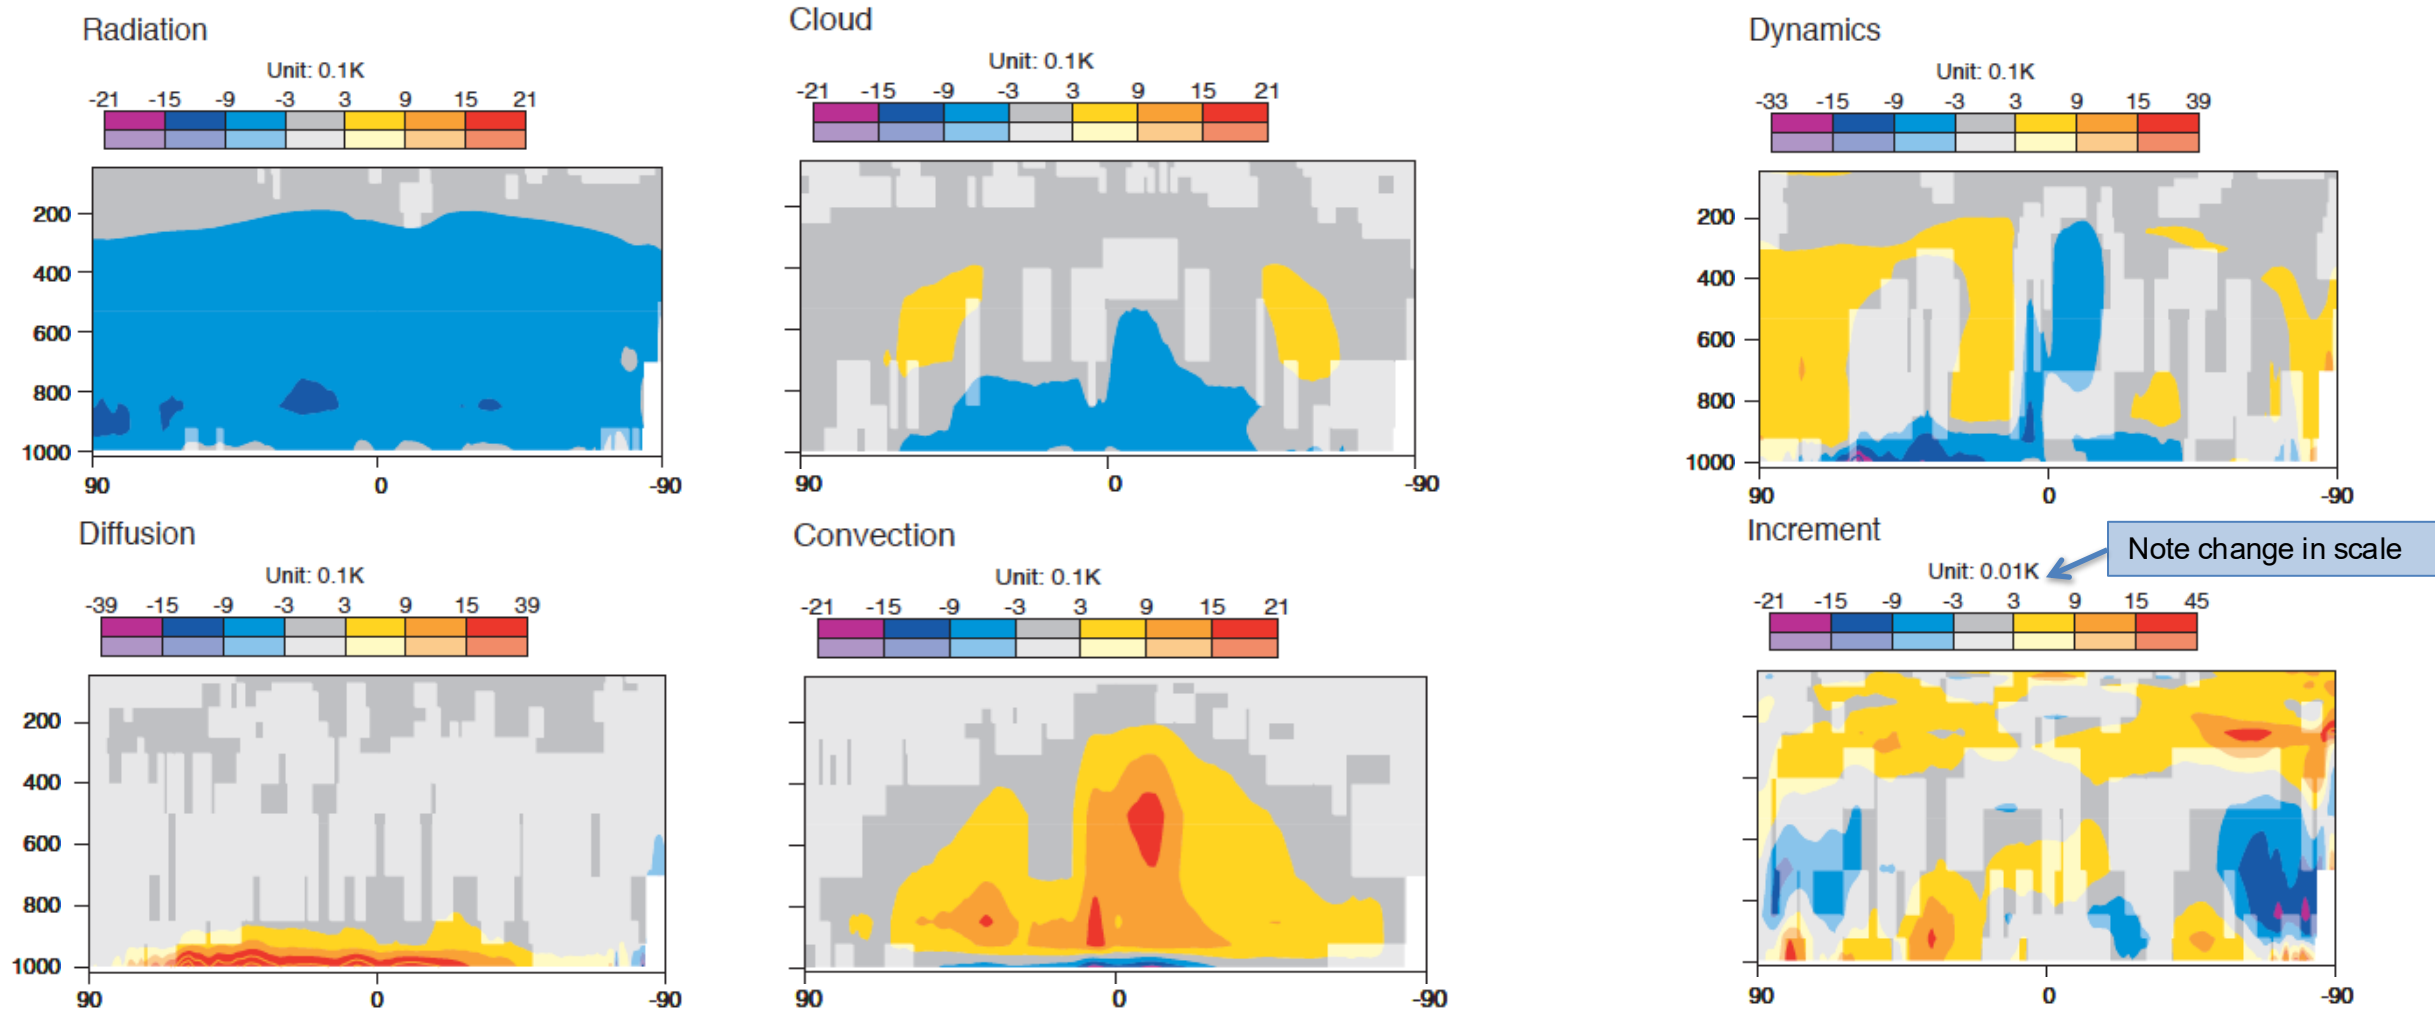 Radiation
Unit: 0.1K
-21 -15 -9 -3 3 9 15 21
200
400
600
800
1000
90 0 -90
Cloud
Unit: 0.1K
-21 -15 -9 -3 3 9 15 21
90 0 -90
Dynamics
Unit: 0.1K
-33 -15 -9 -3 3 9 15 39
200
400
600
800
1000
90 0 -90
Diffusion
Unit: 0.1K
-39 -15 -9 -3 3 9 15 39
200
400
600
800
1000
90 0 -90
Convection
Unit: 0.1K
-21 -15 -9 -3 3 9 15 21
90 0 -90
Increment
Note change in scale
Unit: 0.01K
-21 -15 -9 -3 3 9 15 45
90 0 -90